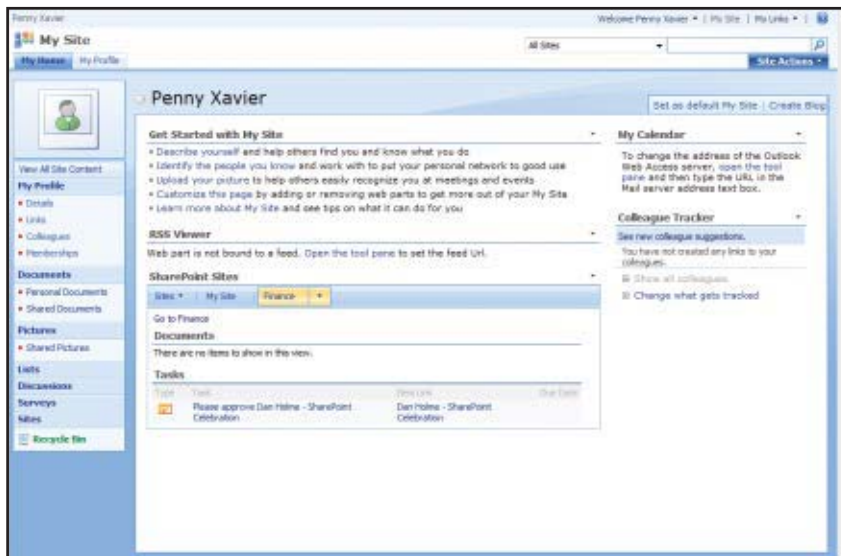 Penny Xavier
Welcome Penny Xavier | My Site | My Links |
My Site
All Sites
My Home My Profile
Site Actions
Penny Xavier
Set as default My Site | Create Blog
View All Site Content
My Profile
Details
Links
Colleagues
Memberships
Documents
Personal Documents
Shared Documents
Pictures
Shared Pictures
Lists
Discussions
Surveys
Sites
Recycle Bin
Get Started with My Site
Describe yourself and help others find you and know what you do
Identify the people you know and work with to put your personal network to good use
Upload your picture to help others easily recognize you at meetings and events
Customize this page by adding or removing web parts to get more out of your My Site
Learn more about My Site and see tips on what it can do for you
RSS Viewer
Web part is not bound to a feed. Open the tool pane to set the feed Url.
SharePoint Sites
Sites | My Site Finance
Go to Finance
Documents
There are no items to show in this view.
Tasks
Type Task Item Link Due Date
Please approve Dan Holme - SharePoint
Celebration
Dan Holme - SharePoint
Celebration
My Calendar
To change the address of the Outlook
Web Access server, open the tool
pane and then type the URL in the
Mail server address text box.
Colleague Tracker
See new colleague suggestions.
You have not created any links to your
colleagues.
Show all colleagues
Change what gets tracked